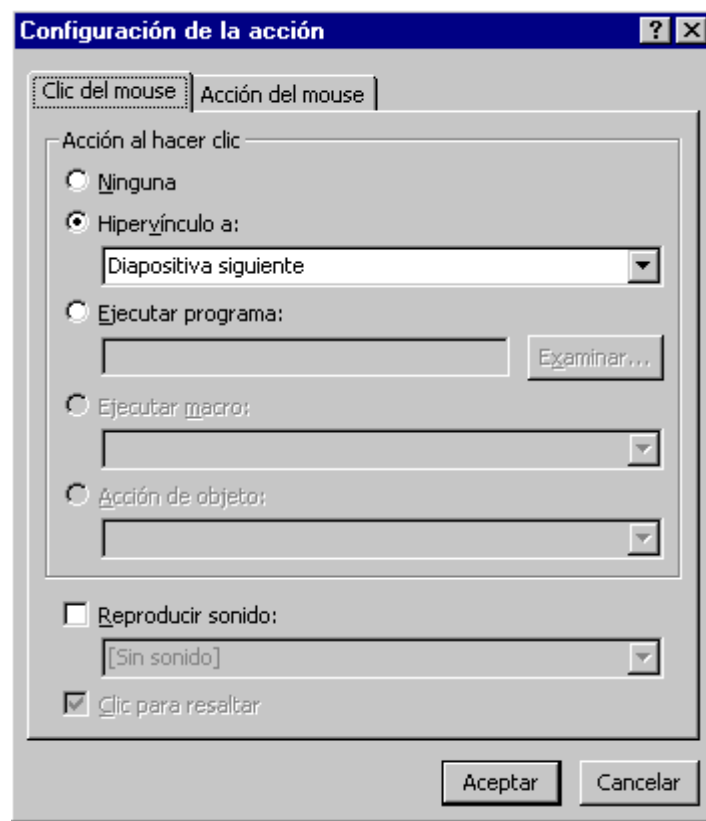 Configuración de la acción
Clic del mouse Acción del mouse
Acción al hacer clic
Ninguna
Hipervínculo a:
Diapositiva siguiente
Ejecutar programa:
Examinar...
Ejecutar macro:
Acción de objeto:
Reproducir sonido:
[Sin sonido]
Clic para resaltar
Aceptar Cancelar